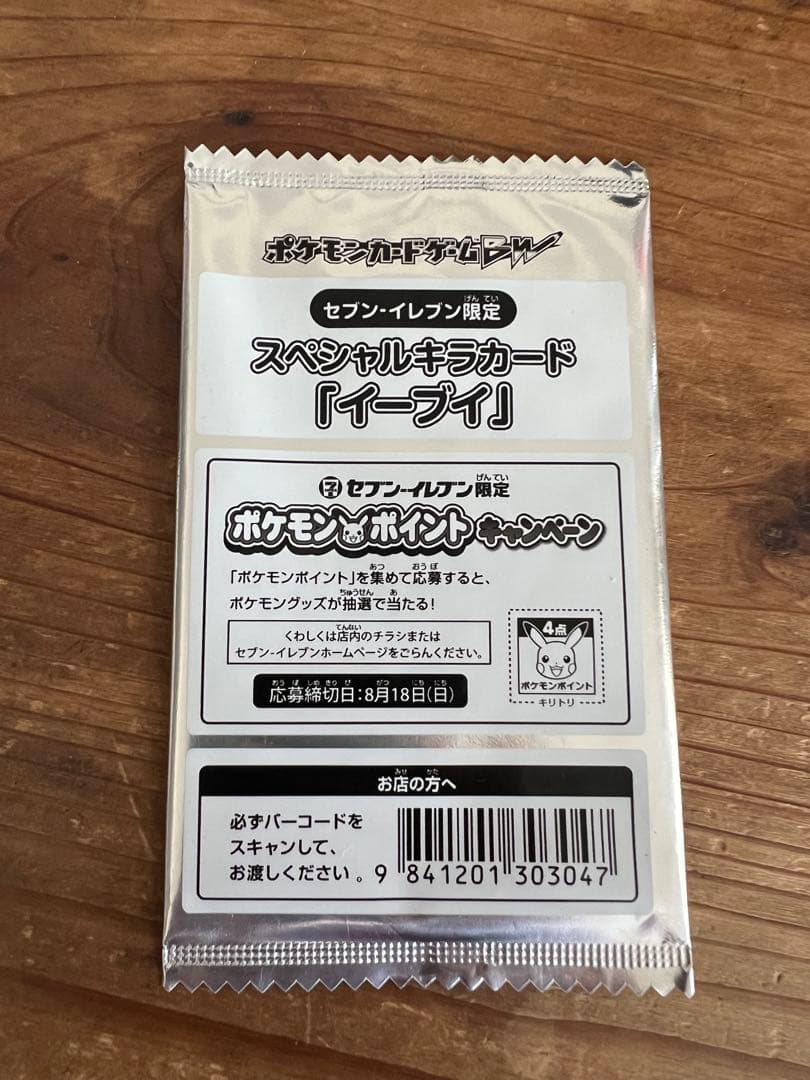 ポケモンカードゲームBW
セブン-イレブン限定
スペシャルキラカード
「イーブイ」
セブン-イレブン限定
ポケモンポイントキャンペーン
「ポケモンポイント」を集めて応募すると、
ポケモングッズが抽選で当たる!
くわしくは店内のチラシまたは
セブン-イレブンホームページをごらんください。
応募締切日:8月18日(日)
4点
ポケモンポイント
キリトリ
お店の方へ
必ずバーコードを
スキャンして、
お渡しください。
9 841201 303047